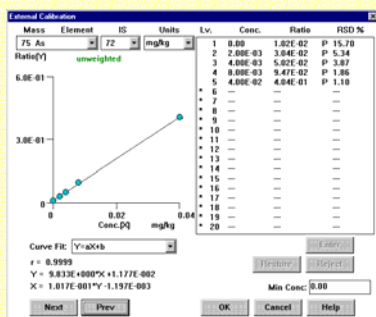 External Calibration
Mass Element IS Units Lv. Conc. Ratio RSD %
75 As 72 mg/kg
Ratio(Y) unweighted
1 0.00 1.02E-02 P 15.70
2 2.00E-03 3.04E-02 P 5.34
3 4.00E-03 5.02E-02 P 3.87
4 8.00E-03 9.47E-02 P 1.86
5 4.00E-02 4.04E-01 P 1.10
* 6 --- --- ---
* 7 --- --- ---
* 8 --- --- ---
* 9 --- --- ---
* 10 --- --- ---
* 11 --- --- ---
* 12 --- --- ---
* 13 --- --- ---
* 14 --- --- ---
* 15 --- --- ---
* 16 --- --- ---
* 17 --- --- ---
* 18 --- --- ---
* 19 --- --- ---
* 20 --- --- ---
6.0E-01
3.0E-01
0
0 0.02 0.04
Conc.[X] mg/kg
Curve Fit: Y=aX+b
r = 0.9999
Y = 9.833E+000*X +1.177E-002
X = 1.017E-001*Y -1.197E-003
Enter
Restore Reject
Min Conc: 0.00
Next Prev OK Cancel Help